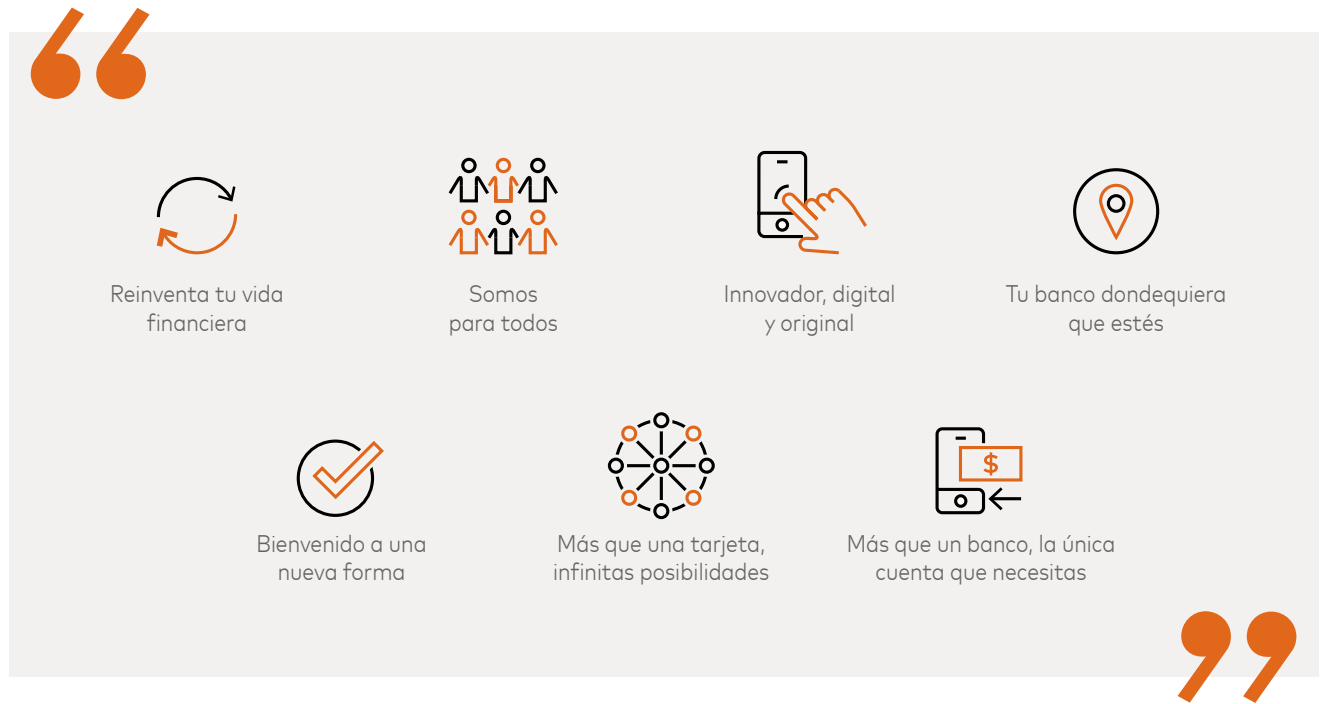 Reinventa tu vida
financiera
Somos
para todos
Innovador, digital
y original
Tu banco dondequiera
que estés
$
Bienvenido a una
nueva forma
Más que una tarjeta,
infinitas posibilidades
Más que un banco, la única
cuenta que necesitas